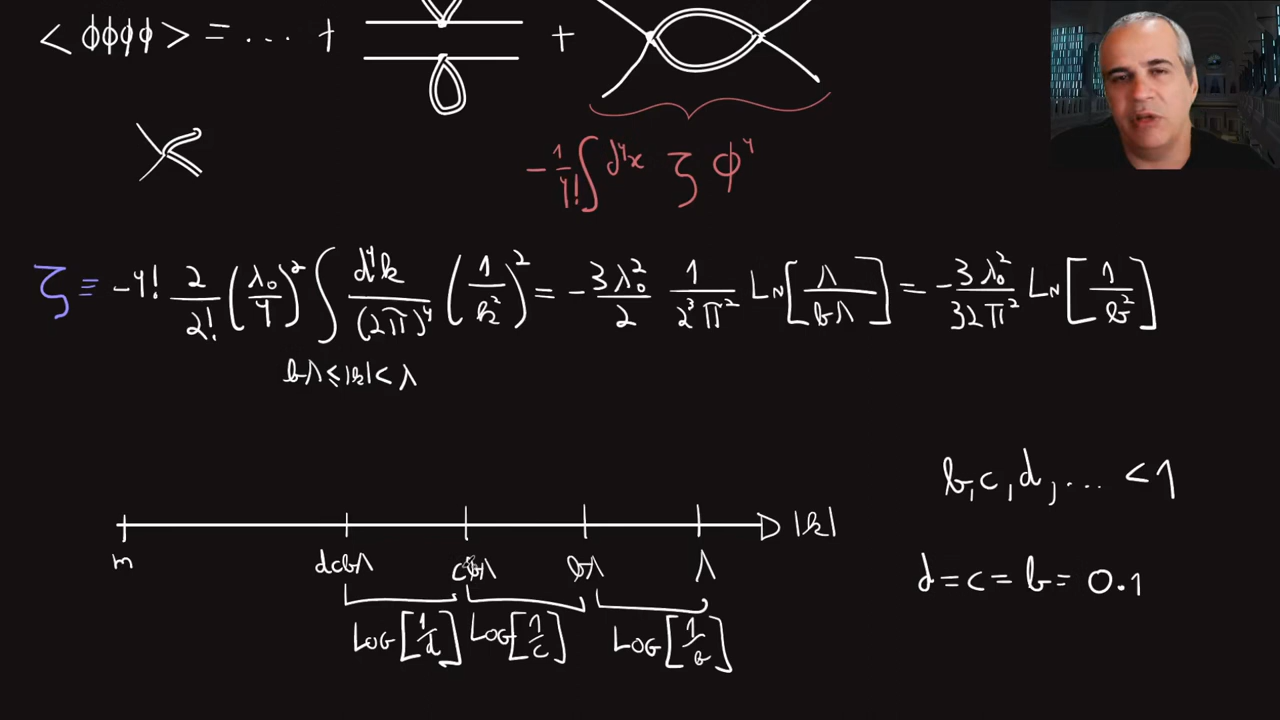 <ϕϕϕϕ> = ... + +
-1/4! ∫ d⁴x ζ ϕ⁴
ζ ≡ -4! 2/2! (λ₀/4)² ∫ d⁴k/(2π)⁴ (1/k²)² = -3λ₀²/2 1/2³π² LN[Λ/bΛ] = -3λ₀²/32π² LN[1/b²]
bΛ≤|k|<Λ
b,c,d,... <1
|k|
m dcbΛ cbΛ bΛ Λ
d=c=b=0.1
LOG[1/d] LOG[1/c] LOG[1/b]